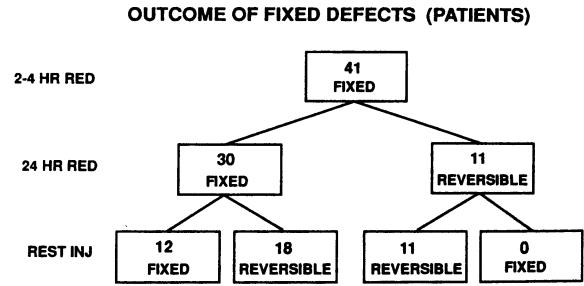 OUTCOME OF FIXED DEFECTS (PATIENTS)
2-4 HR RED
41
FIXED
24 HR RED
30
FIXED
11
REVERSIBLE
REST INJ
12
FIXED
18
REVERSIBLE
11
REVERSIBLE
0
FIXED